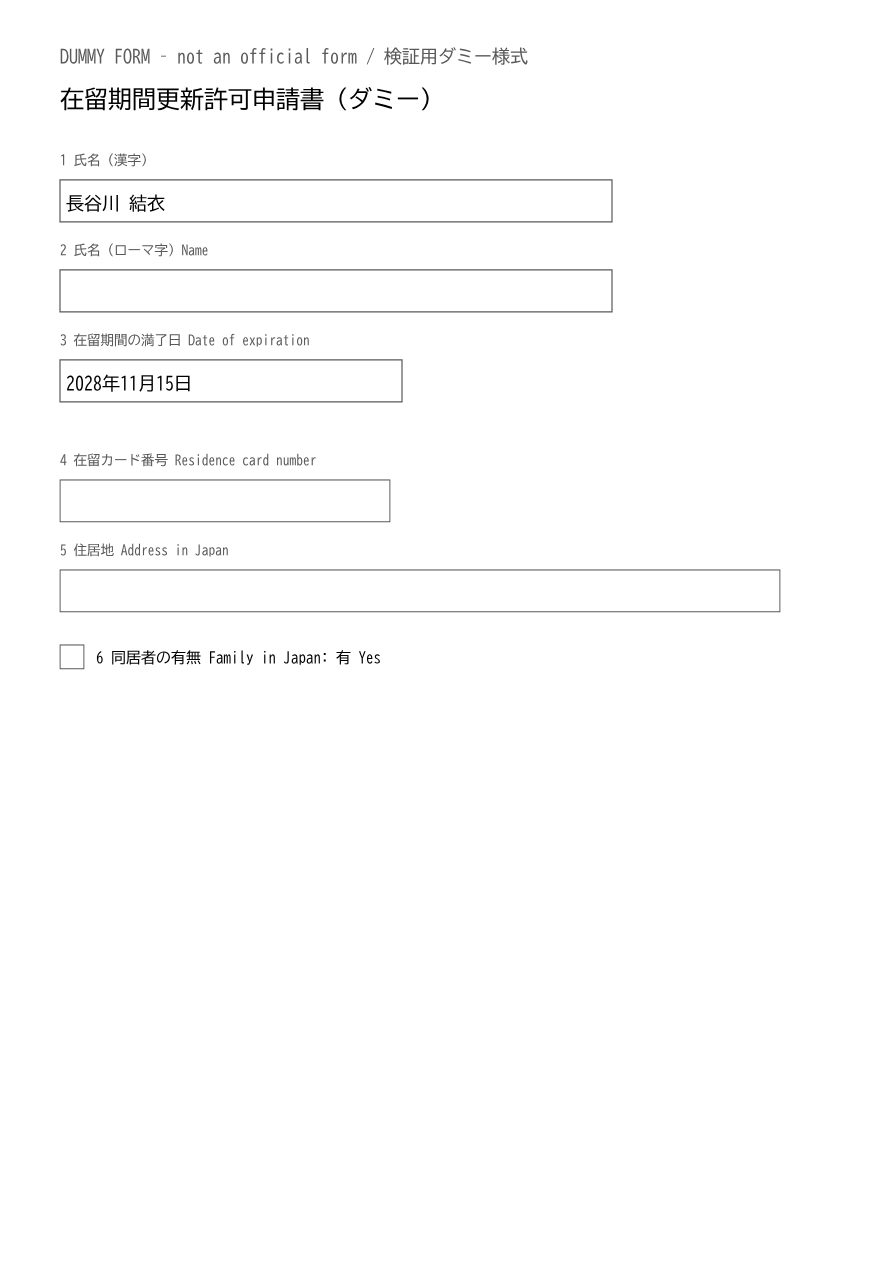 DUMMY FORM - not an official form / 検証用ダミー様式
在留期間更新許可申請書（ダミー）
1 氏名（漢字）
長谷川 結衣
2 氏名（ローマ字）Name
3 在留期間の満了日 Date of expiration
2028年11月15日
4 在留カード番号 Residence card number
5 住居地 Address in Japan
6 同居者の有無 Family in Japan: 有 Yes